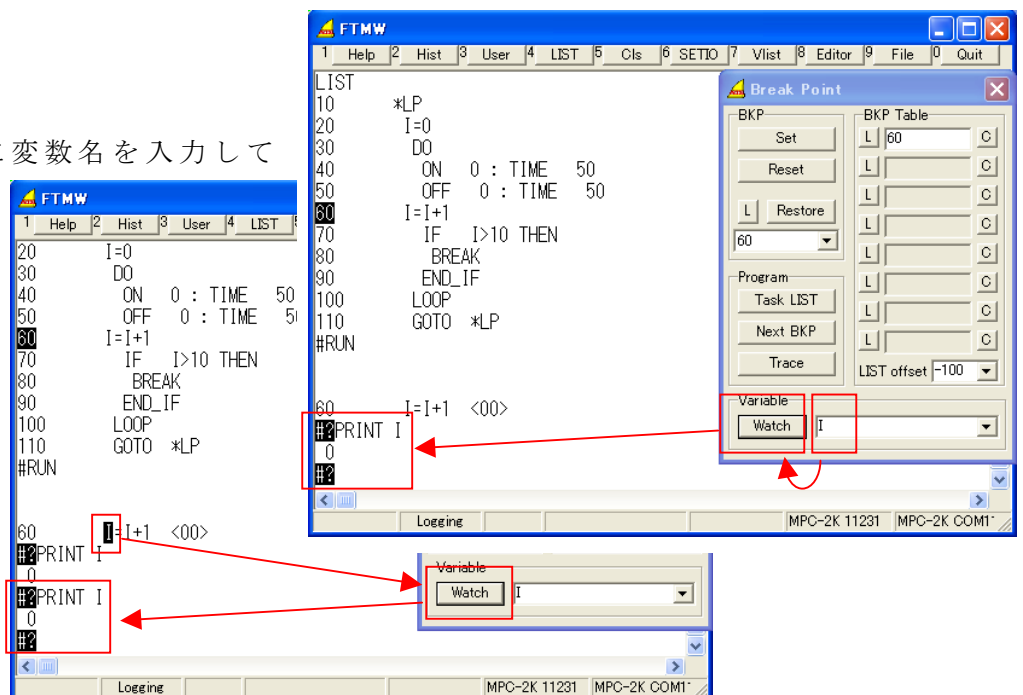 変数名を入力して
FTMW
1 Help 2 Hist 3 User 4 LIST 5 Cls 6 SETIO 7 Vlist 8 Editor 9 File 0 Quit
LIST
10 *LP
20 I=0
30 DO
40 ON 0 : TIME 50
50 OFF 0 : TIME 50
60 I=I+1
70 IF I>10 THEN
80 BREAK
90 END_IF
100 LOOP
110 GOTO *LP
#RUN
60 I=I+1 <00>
#?PRINT I
0
#?
Logging
MPC-2K 11231 MPC-2K COM1
Break Point
BKP
Set
Reset
L Restore
60
BKP Table
L 60 C
L C
L C
L C
L C
L C
L C
L C
LIST offset -100
Program
Task LIST
Next BKP
Trace
Variable
Watch I
FTMW
1 Help 2 Hist 3 User 4 LIST
20 I=0
30 DO
40 ON 0 : TIME 50
50 OFF 0 : TIME
60 I=I+1
70 IF I>10 THEN
80 BREAK
90 END_IF
100 LOOP
110 GOTO *LP
#RUN
60 I=I+1 <00>
#?PRINT I
0
#?PRINT I
0
#?
Variable
Watch I
Logging
MPC-2K 11231 MPC-2K COM1